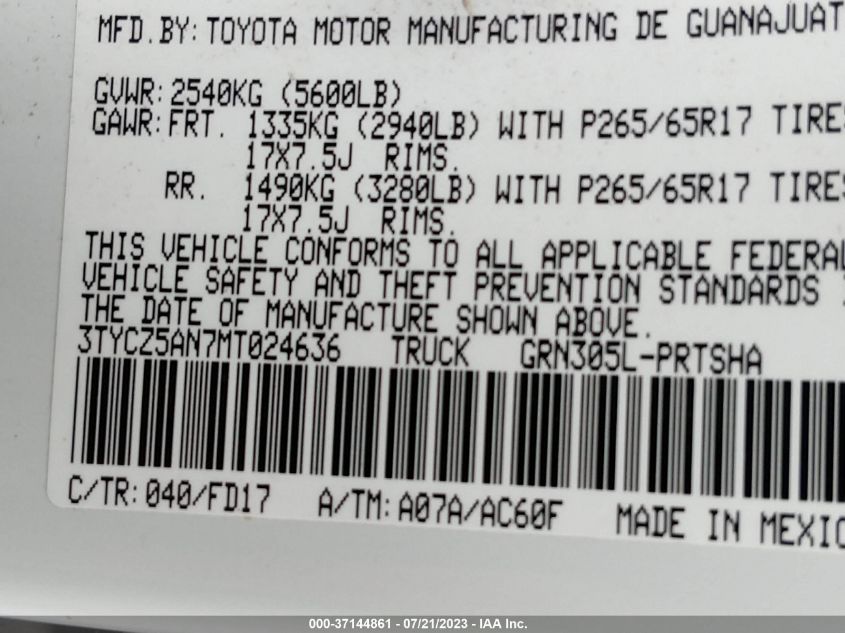 MFD.BY: TOYOTA MOTOR MANUFACTURING DE GUANAJUAT
GVWR: 2540KG (5600LB)
GAWR: FRT. 1335KG (2940LB) WITH P265/65R17 TIRES
17X7.5J RIMS.
RR. 1490KG (3280LB) WITH P265/65R17 TIRES
17X7.5J RIMS.
THIS VEHICLE CONFORMS TO ALL APPLICABLE FEDERAL
VEHICLE SAFETY AND THEFT PREVENTION STANDARDS
THE DATE OF MANUFACTURE SHOWN ABOVE.
3TYCZ5AN7MT024636 TRUCK GRN305L-PRTSHA
C/TR: 040/FD17 A/TM: A07A/AC60F MADE IN MEXICO
000-37144861 - 07/21/2023 - IAA Inc.